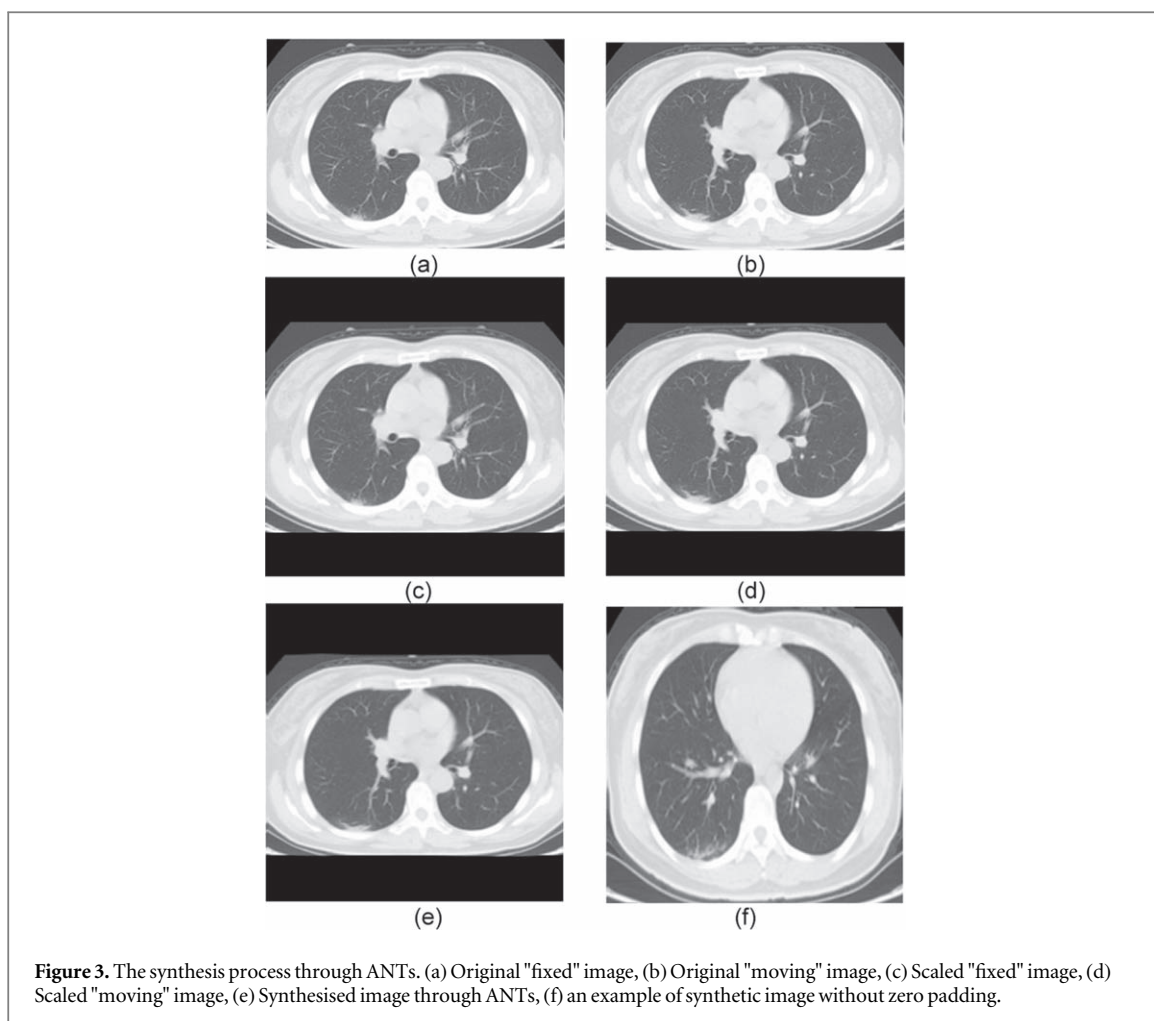 (a)
(b)
(c)
(d)
(e)
(f)
Figure 3. The synthesis process through ANTs. (a) Original "fixed" image, (b) Original "moving" image, (c) Scaled "fixed" image, (d)
Scaled "moving" image, (e) Synthesised image through ANTs, (f) an example of synthetic image without zero padding.